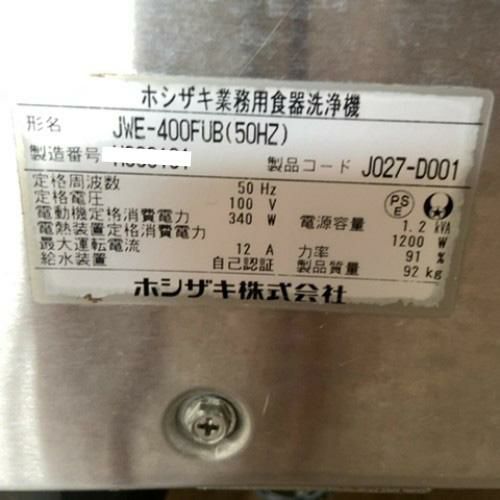 ホシザキ業務用食器洗浄機
形名 JWE-400FUB(50HZ)
製造番号 製品コード J027-D001
定格周波数 50 Hz
定格電圧 100 V
電動機定格消費電力 340 W 電源容量 1.2 kVA
電熱装置定格消費電力 1200 W
最大運転電流 12 A 力率 91 %
給水装置 自己認証 製品質量 92 kg
PS E
ホシザキ株式会社